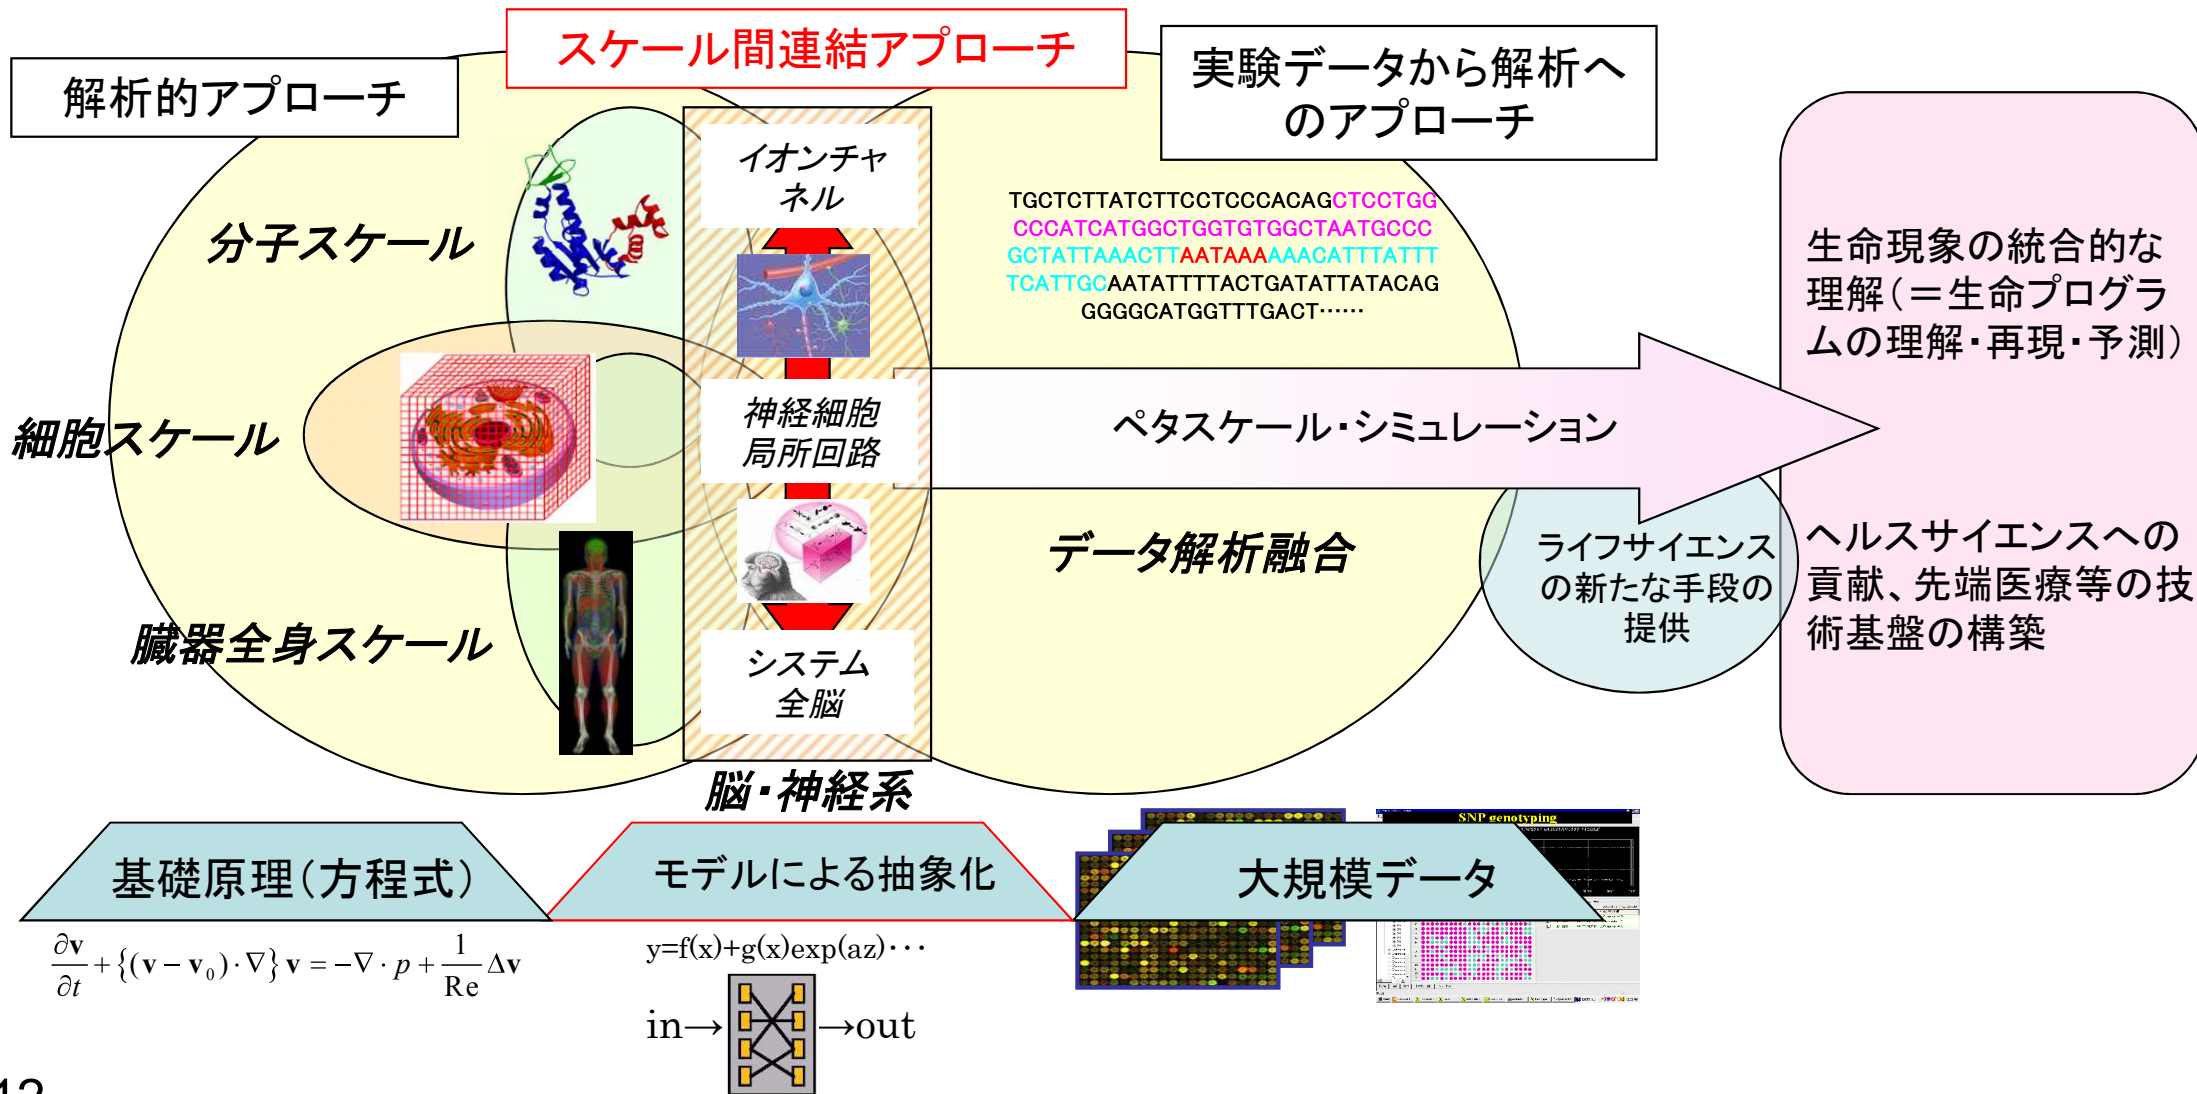 スケール間連結アプローチ
解析的アプローチ
実験データから解析へ
のアプローチ
イオンチャ
ネル
分子スケール
TGCTCTTATCTTCCTCCCACAGCTCCTGG
CCCATCATGGCTGGTGTGGCTAATGCCC
GCTATTAAACTTAATAAAAAACATTTATTT
TCATTGCAATATTTTACTGATATTATACAG
GGGGCATGGTTTGACT……
生命現象の統合的な
理解(=生命プログラ
ムの理解・再現・予測)
細胞スケール
神経細胞
局所回路
ペタスケール・シミュレーション
データ解析融合
ライフサイエンス
の新たな手段の
提供
ヘルスサイエンスへの
貢献、先端医療等の技
術基盤の構築
臓器全身スケール
システム
全脳
脳・神経系
基礎原理(方程式)
モデルによる抽象化
大規模データ
SNP genotyping
∂v/∂t + {(v − v₀)·∇} v = −∇·p + 1/Re Δv
y=f(x)+g(x)exp(az)･･･
in→ →out